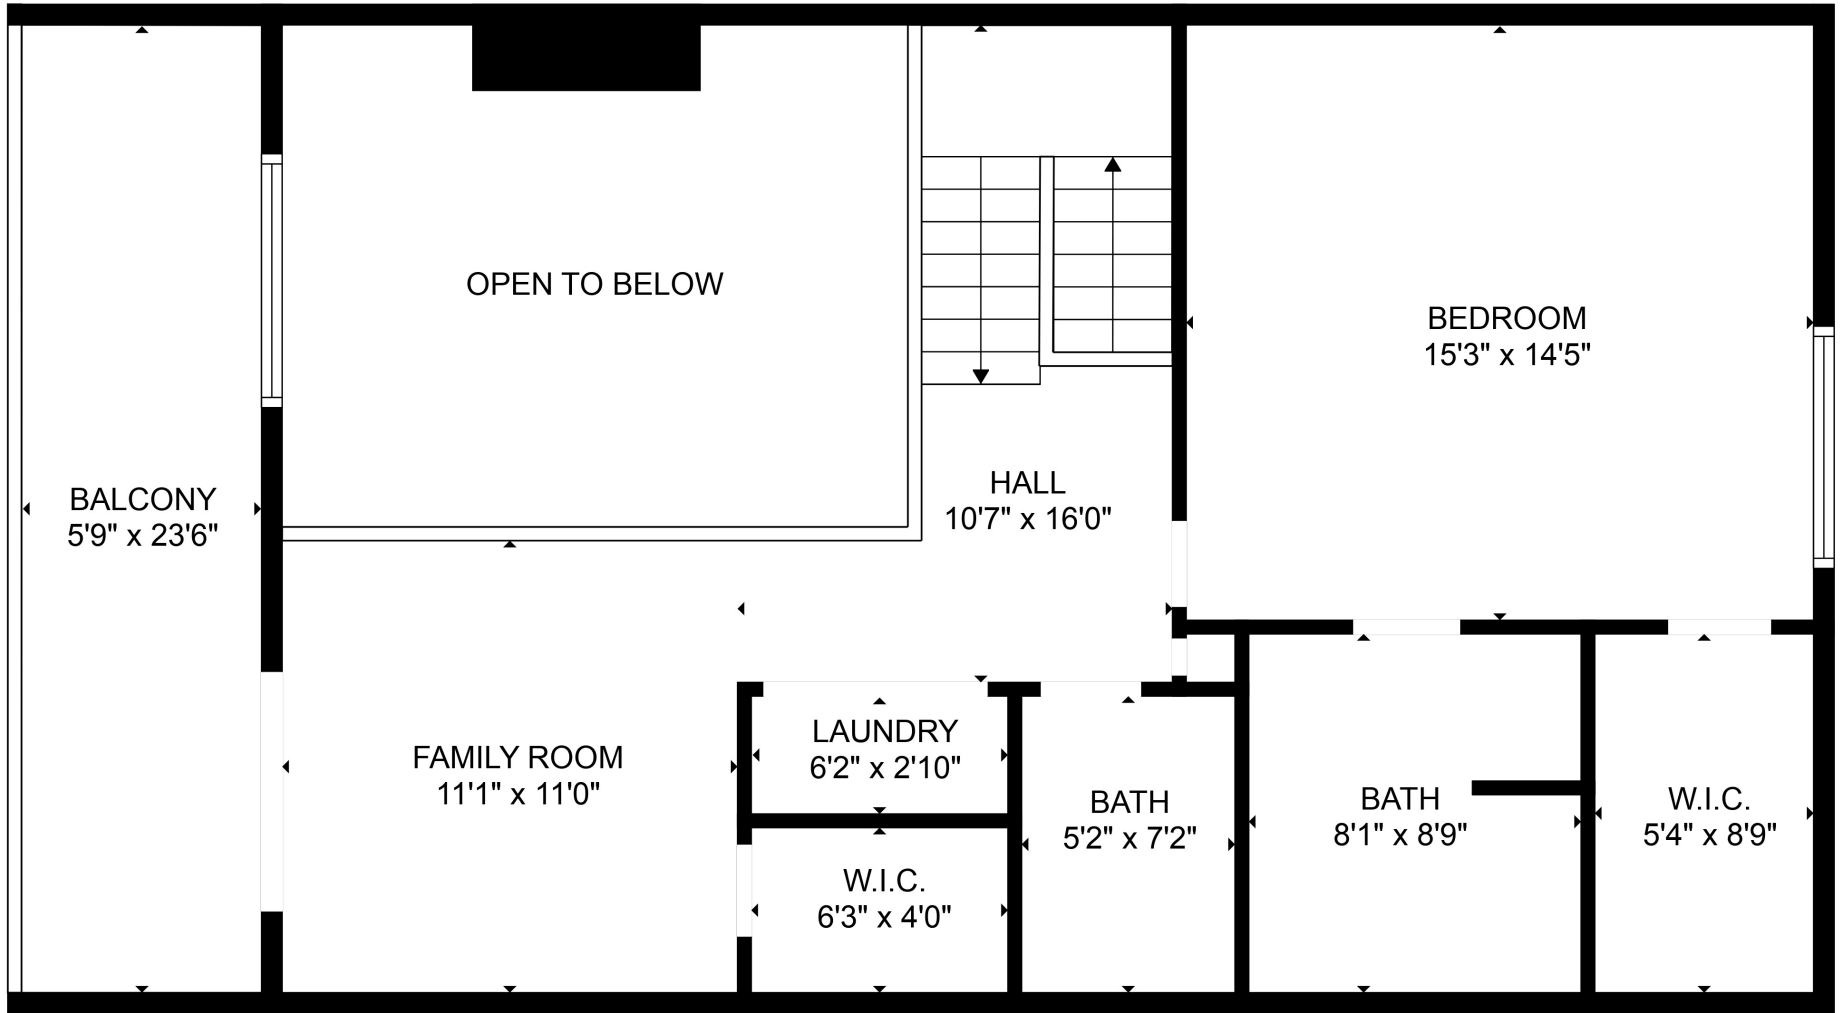 OPEN TO BELOW
BEDROOM
15'3" x 14'5"
HALL
10'7" x 16'0"
BALCONY
5'9" x 23'6"
FAMILY ROOM
11'1" x 11'0"
LAUNDRY
6'2" x 2'10"
BATH
5'2" x 7'2"
BATH
8'1" x 8'9"
W.I.C.
5'4" x 8'9"
W.I.C.
6'3" x 4'0"